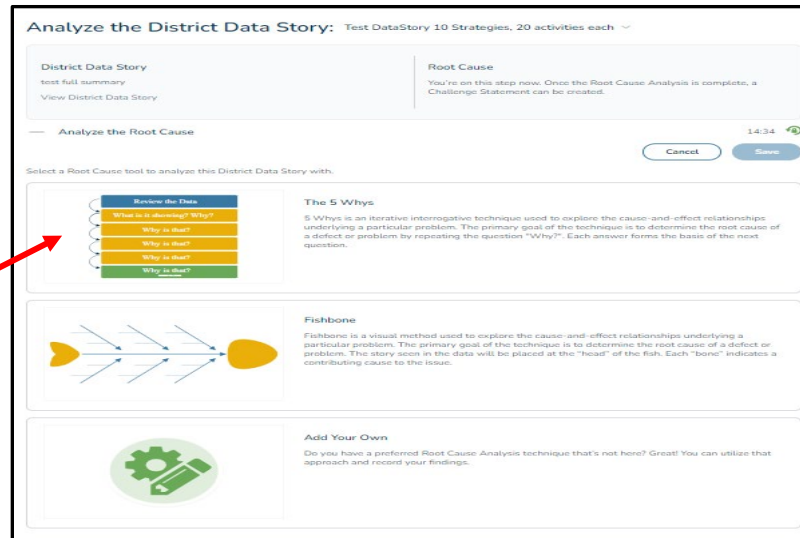 Analyze the District Data Story: Test DataStory 10 Strategies, 20 activities each
District Data Story
test full summary
View District Data Story
Root Cause
You're on this step now. Once the Root Cause Analysis is complete, a
Challenge Statement can be created.
Analyze the Root Cause
14:34
Cancel
Save
Select a Root Cause tool to analyze this District Data Story with.
Review the Data
What is it showing? Why?
Why is that?
Why is that?
Why is that?
Why is that?
The 5 Whys
5 Whys is an iterative interrogative technique used to explore the cause-and-effect relationships
underlying a particular problem. The primary goal of the technique is to determine the root cause of
a defect or problem by repeating the question "Why?". Each answer forms the basis of the next
question.
Fishbone
Fishbone is a visual method used to explore the cause-and-effect relationships underlying a
particular problem. The primary goal of the technique is to determine the root cause of a defect or
problem. The story seen in the data will be placed at the "head" of the fish. Each "bone" indicates a
contributing cause to the issue.
Add Your Own
Do you have a preferred Root Cause Analysis technique that's not here? Great! You can utilize that
approach and record your findings.